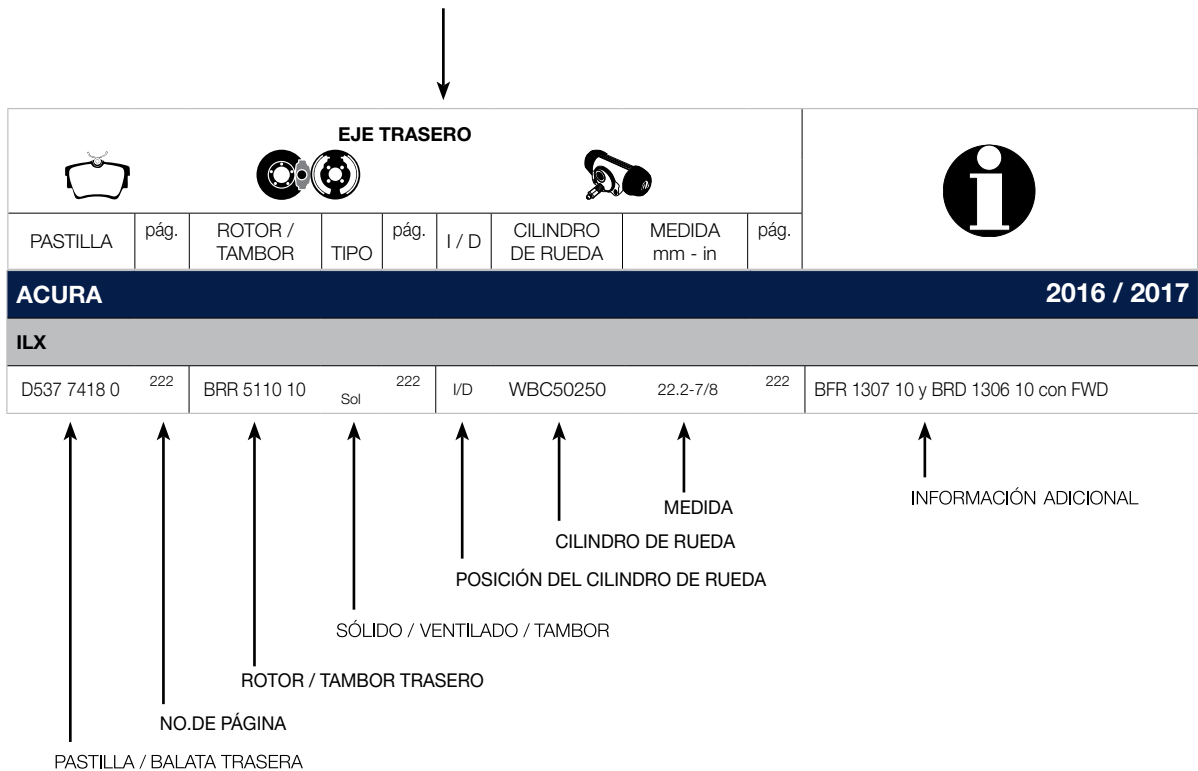 EJE TRASERO
PASTILLA pág. ROTOR / TAMBOR TIPO pág. I / D CILINDRO DE RUEDA MEDIDA mm - in pág.
ACURA 2016 / 2017
ILX
D537 7418 0 222 BRR 5110 10 Sol 222 I/D WBC50250 22.2-7/8 222 BFR 1307 10 y BRD 1306 10 con FWD
INFORMACIÓN ADICIONAL
MEDIDA
CILINDRO DE RUEDA
POSICIÓN DEL CILINDRO DE RUEDA
SÓLIDO / VENTILADO / TAMBOR
ROTOR / TAMBOR TRASERO
NO.DE PÁGINA
PASTILLA / BALATA TRASERA